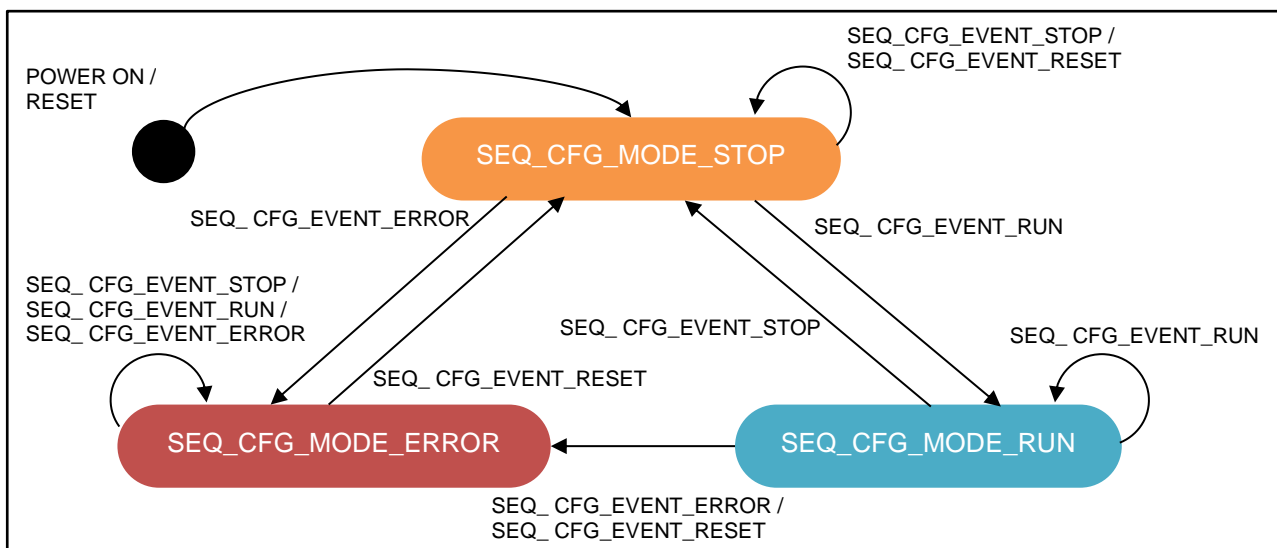 SEQ_CFG_EVENT_STOP /
SEQ_ CFG_EVENT_RESET
POWER ON /
RESET
SEQ_CFG_MODE_STOP
SEQ_ CFG_EVENT_ERROR
SEQ_ CFG_EVENT_RUN
SEQ_ CFG_EVENT_STOP /
SEQ_ CFG_EVENT_RUN /
SEQ_ CFG_EVENT_ERROR
SEQ_ CFG_EVENT_STOP
SEQ_ CFG_EVENT_RUN
SEQ_ CFG_EVENT_RESET
SEQ_CFG_MODE_ERROR
SEQ_CFG_MODE_RUN
SEQ_ CFG_EVENT_ERROR /
SEQ_ CFG_EVENT_RESET